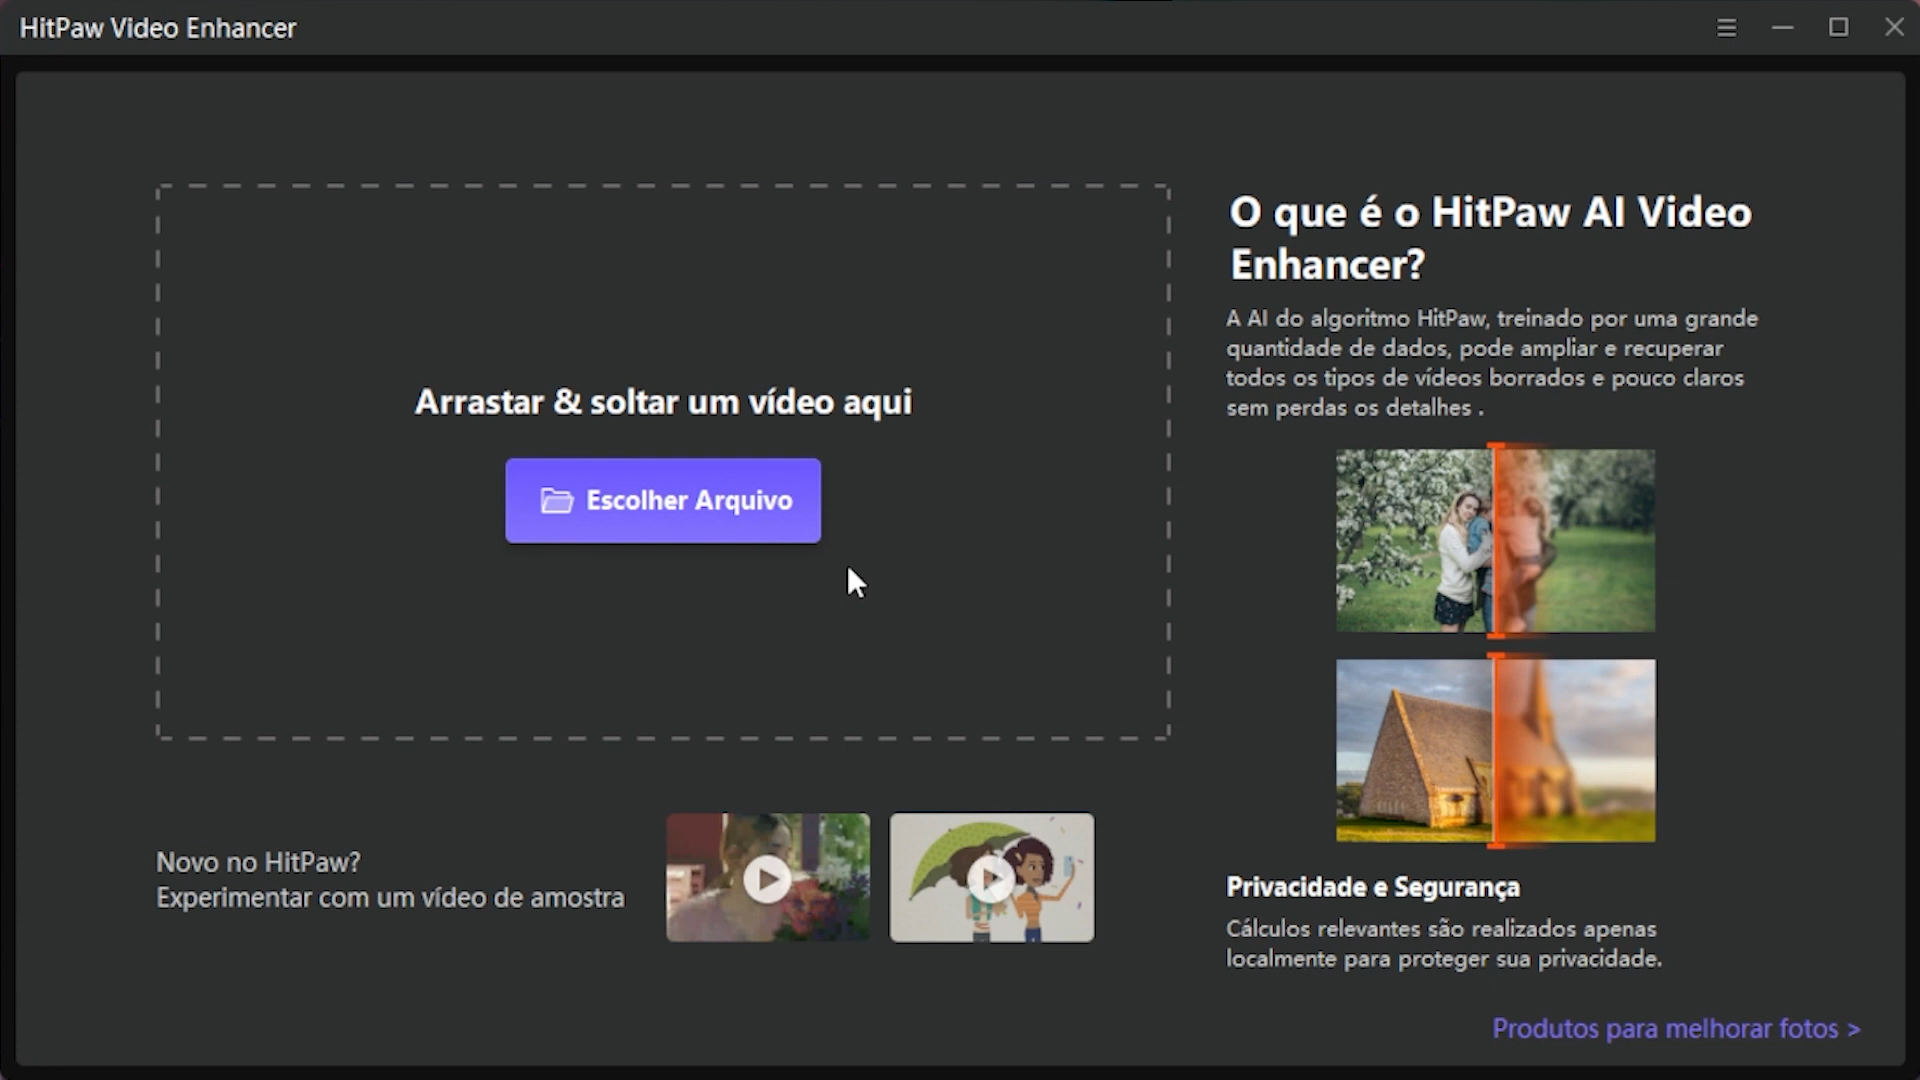 HitPaw Video Enhancer
Arrastar & soltar um vídeo aqui
Escolher Arquivo
Novo no HitPaw?
Experimentar com um vídeo de amostra
O que é o HitPaw AI Video
Enhancer?
A AI do algoritmo HitPaw, treinado por uma grande
quantidade de dados, pode ampliar e recuperar
todos os tipos de vídeos borrados e pouco claros
sem perdas os detalhes .
Privacidade e Segurança
Cálculos relevantes são realizados apenas
localmente para proteger sua privacidade.
Produtos para melhorar fotos >